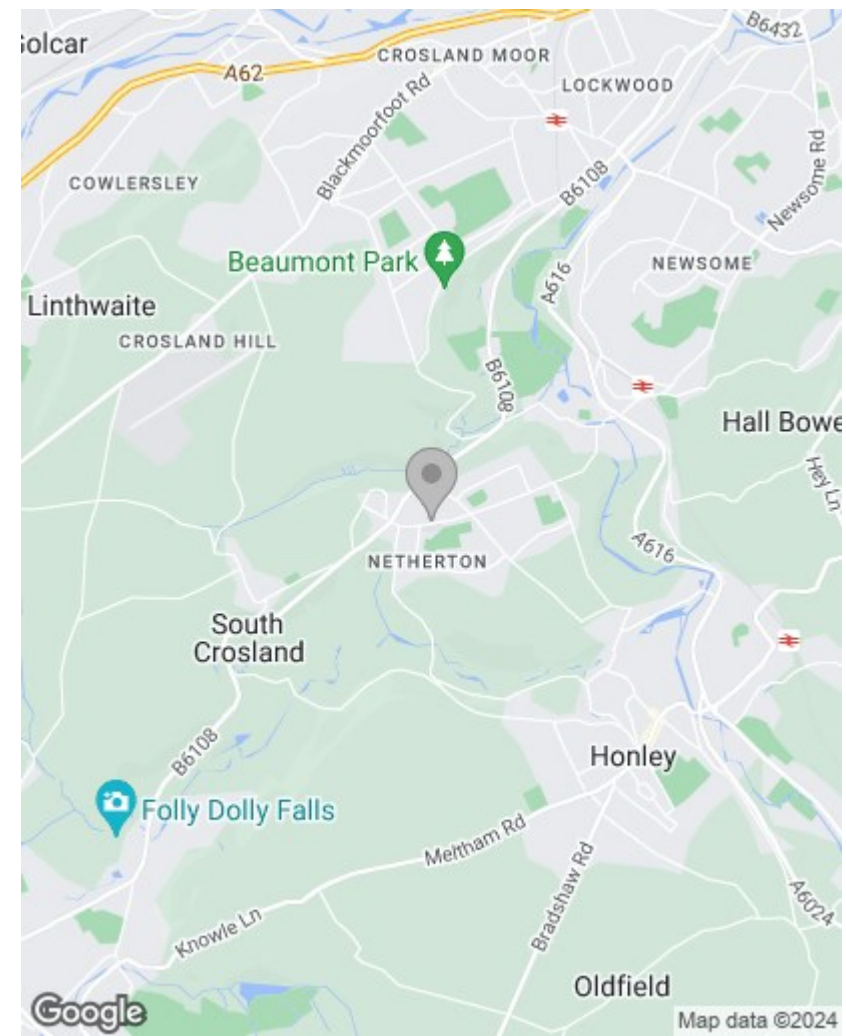 B6432
Golcar
CROSLAND MOOR
A62
LOCKWOOD
Blackmoorfoot Rd
COWLERSLEY
B6108
Newsome Rd
Beaumont Park
NEWSOME
A616
Linthwaite
CROSLAND HILL
B6108
Hall Bowe
Hey Ln
A616
NETHERTON
South
Crosland
B6108
Honley
Folly Dolly Falls
Meltham Rd
Bradshaw Rd
A6024
Knowle Ln
Oldfield
Google
Map data ©2024